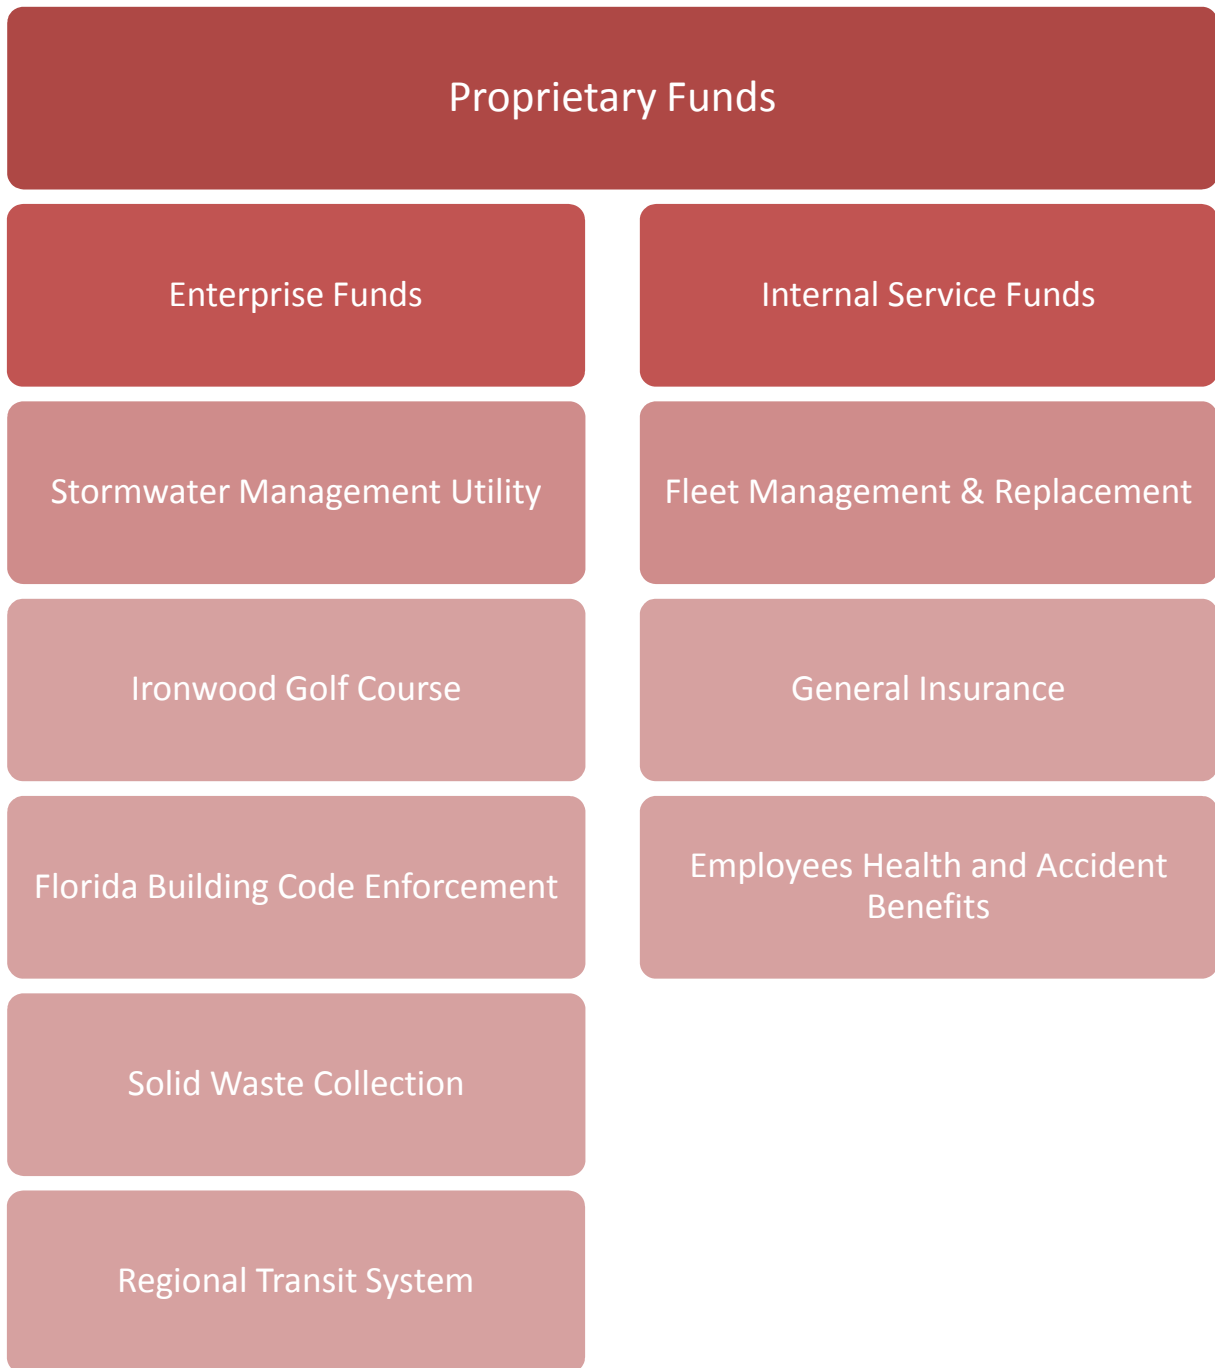 Proprietary Funds
Enterprise Funds
Internal Service Funds
Stormwater Management Utility
Fleet Management & Replacement
Ironwood Golf Course
General Insurance
Florida Building Code Enforcement
Employees Health and Accident
Benefits
Solid Waste Collection
Regional Transit System